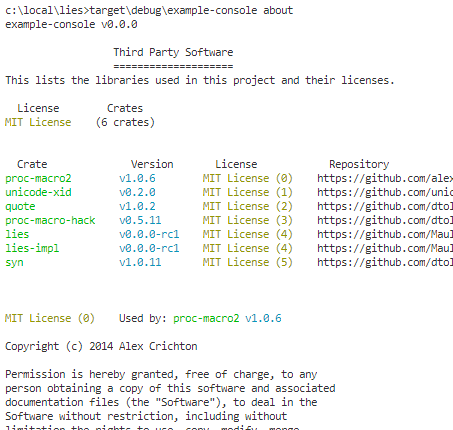 c:\local\lies>target\debug\example-console about
example-console v0.0.0
Third Party Software
====================
This lists the libraries used in this project and their licenses.
License Crates
MIT License (6 crates)
Crate Version License Repository
proc-macro2 v1.0.6 MIT License (0) https://github.com/alex
unicode-xid v0.2.0 MIT License (1) https://github.com/unic
quote v1.0.2 MIT License (2) https://github.com/dtol
proc-macro-hack v0.5.11 MIT License (3) https://github.com/dtol
lies v0.0.0-rc1 MIT License (4) https://github.com/Maul
lies-impl v0.0.0-rc1 MIT License (4) https://github.com/Maul
syn v1.0.11 MIT License (5) https://github.com/dtol
MIT License (0) Used by: proc-macro2 v1.0.6
Copyright (c) 2014 Alex Crichton
Permission is hereby granted, free of charge, to any
person obtaining a copy of this software and associated
documentation files (the "Software"), to deal in the
Software without restriction, including without
limitation the rights to use, copy, modify, merge,